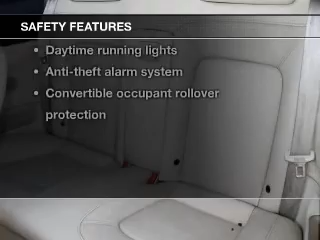 SAFETY FEATURES
• Daytime running lights
• Anti-theft alarm system
• Convertible occupant rollover
protection